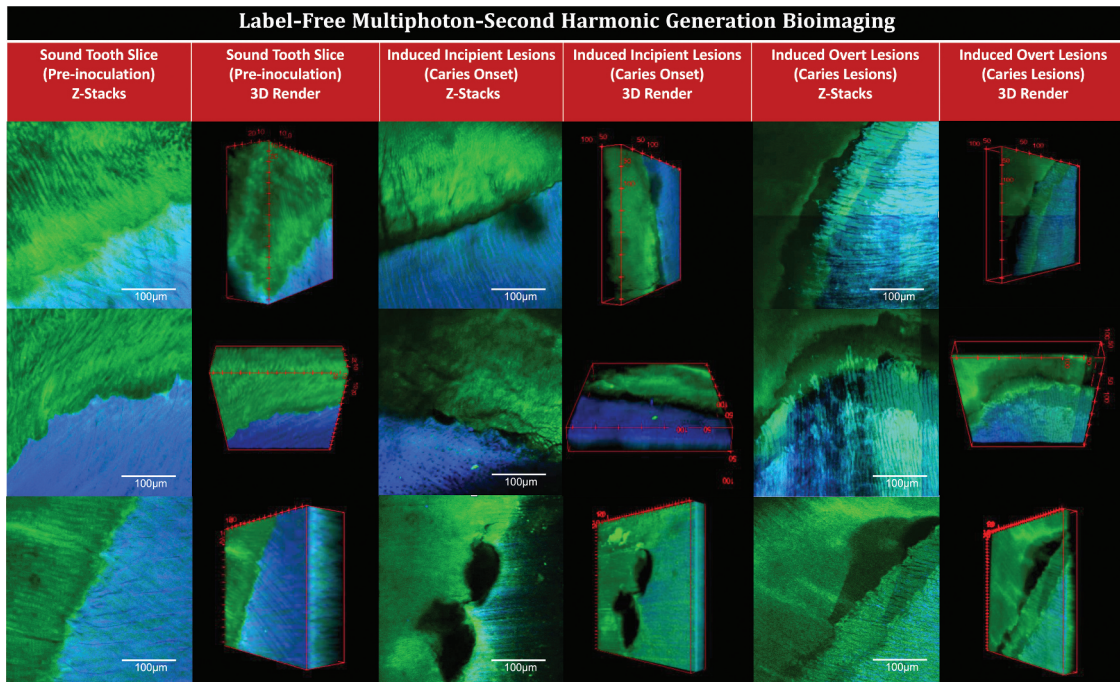 Label-Free Multiphoton-Second Harmonic Generation Bioimaging
Sound Tooth Slice
(Pre-inoculation)
Z-Stacks
Sound Tooth Slice
(Pre-inoculation)
3D Render
Induced Incipient Lesions
(Caries Onset)
Z-Stacks
Induced Incipient Lesions
(Caries Onset)
3D Render
Induced Overt Lesions
(Caries Lesions)
Z-Stacks
Induced Overt Lesions
(Caries Lesions)
3D Render
100µm
100µm
100µm
100µm
100µm
100µm
100µm
100µm
100µm